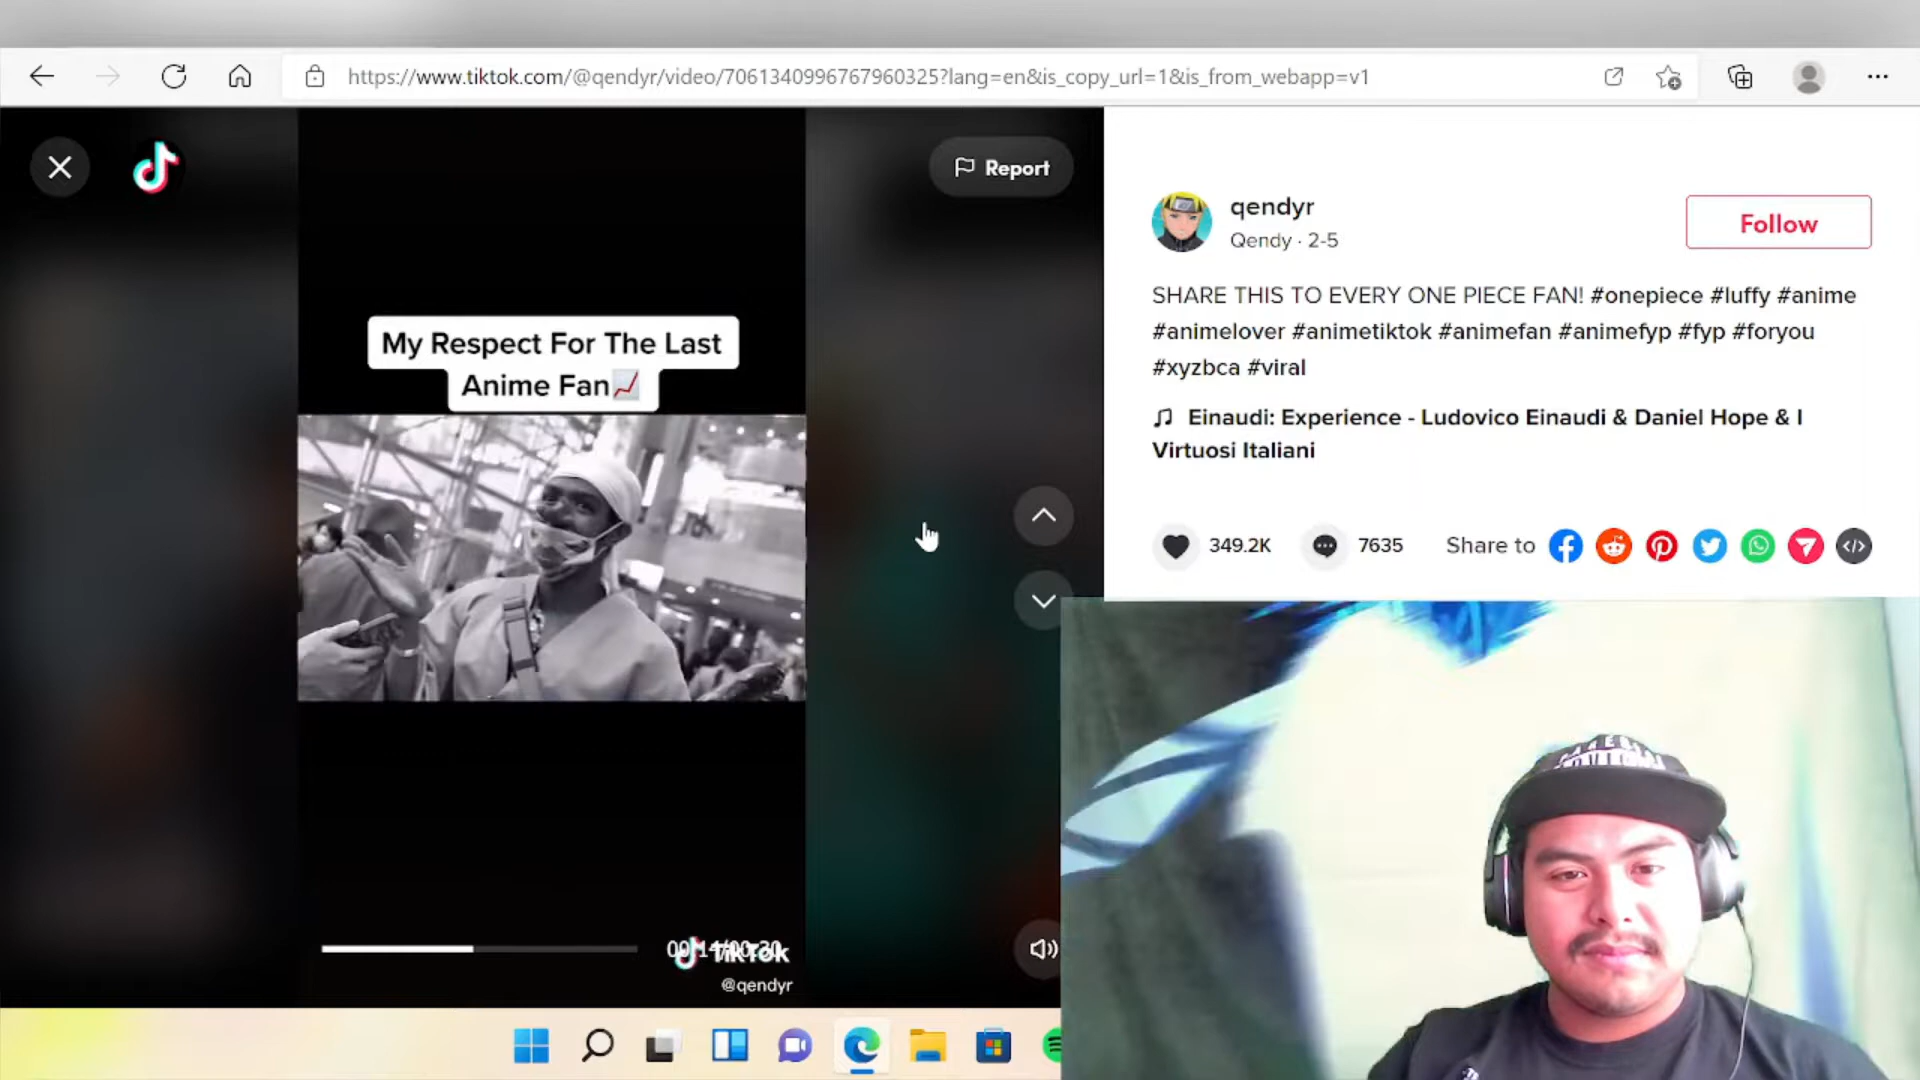 https://www.tiktok.com/@qendyr/video/7061340996767960325?lang=en&is_copy_url=1&is_from_webapp=v1
Report
My Respect For The Last
Anime Fan📈
TikTok
@qendyr
qendyr
Qendy · 2-5
Follow
SHARE THIS TO EVERY ONE PIECE FAN! #onepiece #luffy #anime
#animelover #animetiktok #animefan #animefyp #fyp #foryou
#xyzbca #viral
Einaudi: Experience - Ludovico Einaudi & Daniel Hope & I
Virtuosi Italiani
349.2K
7635
Share to